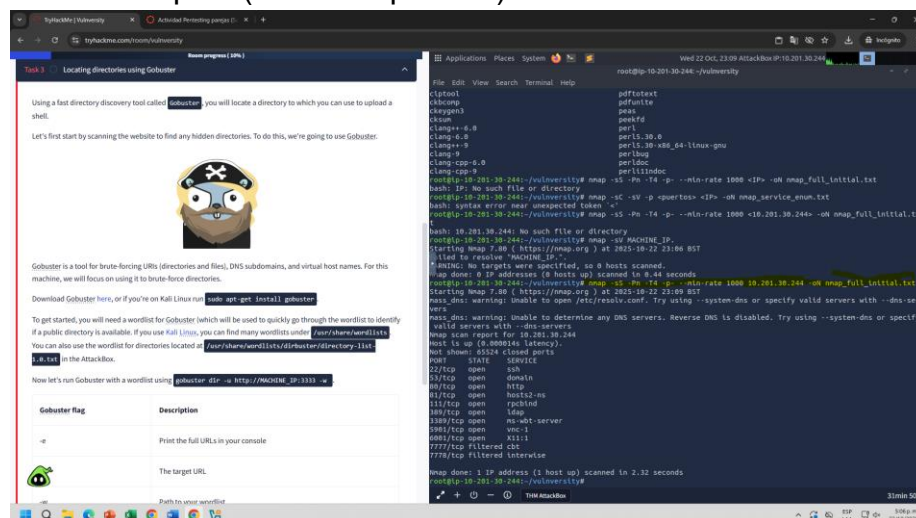 TryHackMe | Vulnversity
Actividad Pentesting parejas (1
tryhackme.com/room/vulnversity
Incógnito
Room progress ( 10% )
Task 3 Locating directories using Gobuster
Using a fast directory discovery tool called Gobuster, you will locate a directory to which you can use to upload a
shell.
Let's first start by scanning the website to find any hidden directories. To do this, we're going to use Gobuster.
Gobuster is a tool for brute-forcing URIs (directories and files), DNS subdomains, and virtual host names. For this
machine, we will focus on using it to brute-force directories.
Download Gobuster here, or if you're on Kali Linux run sudo apt-get install gobuster
To get started, you will need a wordlist for Gobuster (which will be used to quickly go through the wordlist to identify
if a public directory is available. If you use Kali Linux, you can find many wordlists under /usr/share/wordlists
You can also use the wordlist for directories located at /usr/share/wordlists/dirbuster/directory-list-
1.0.txt in the AttackBox.
Now let's run Gobuster with a wordlist using gobuster dir -u http://MACHINE_IP:3333 -w
Gobuster flag Description
-e Print the full URLs in your console
The target URL
Path to your wordlist
Applications Places System Wed 22 Oct, 23:09 AttackBox IP:10.201.30.244
root@ip-10-201-30-244: ~/vulnversity
File Edit View Search Terminal Help
ciptool pdftotext
ckbcomp pdfunite
ckeygen3 peas
cksum peekfd
clang++-6.0 perl
clang-6.0 perl5.30.0
clang++-9 perl5.30-x86_64-linux-gnu
clang-9 perlbug
clang-cpp-6.0 perldoc
clang-cpp-9 perli11ndoc
root@ip-10-201-30-244:~/vulnversity# nmap -sS -Pn -T4 -p- --min-rate 1000 <IP> -oN nmap_full_initial.txt
bash: IP: No such file or directory
root@ip-10-201-30-244:~/vulnversity# nmap -sC -sV -p <puertos> <IP> -oN nmap_service_enum.txt
bash: syntax error near unexpected token `<'
root@ip-10-201-30-244:~/vulnversity# nmap -sS -Pn -T4 -p- --min-rate 1000 <10.201.30.244> -oN nmap_full_initial.t
bash: 10.201.30.244: No such file or directory
root@ip-10-201-30-244:~/vulnversity# nmap -sV MACHINE_IP.
Starting Nmap 7.80 ( https://nmap.org ) at 2025-10-22 23:06 BST
Failed to resolve "MACHINE_IP.".
WARNING: No targets were specified, so 0 hosts scanned.
Nmap done: 0 IP addresses (0 hosts up) scanned in 0.44 seconds
root@ip-10-201-30-244:~/vulnversity# nmap -sS -Pn -T4 -p- --min-rate 1000 10.201.30.244 -oN nmap_full_initial.txt
Starting Nmap 7.80 ( https://nmap.org ) at 2025-10-22 23:09 BST
mass_dns: warning: Unable to open /etc/resolv.conf. Try using --system-dns or specify valid servers with --dns-se
vers
mass_dns: warning: Unable to determine any DNS servers. Reverse DNS is disabled. Try using --system-dns or specif
valid servers with --dns-servers
Nmap scan report for 10.201.30.244
Host is up (0.000014s latency).
Not shown: 65524 closed ports
PORT STATE SERVICE
22/tcp open ssh
53/tcp open domain
80/tcp open http
81/tcp open hosts2-ns
111/tcp open rpcbind
389/tcp open ldap
3389/tcp open ms-wbt-server
5901/tcp open vnc-1
6001/tcp open X11:1
7777/tcp filtered cbt
7778/tcp filtered interwise
Nmap done: 1 IP address (1 host up) scanned in 2.32 seconds
root@ip-10-201-30-244:~/vulnversity#
THM AttackBox
31min 50
ESP